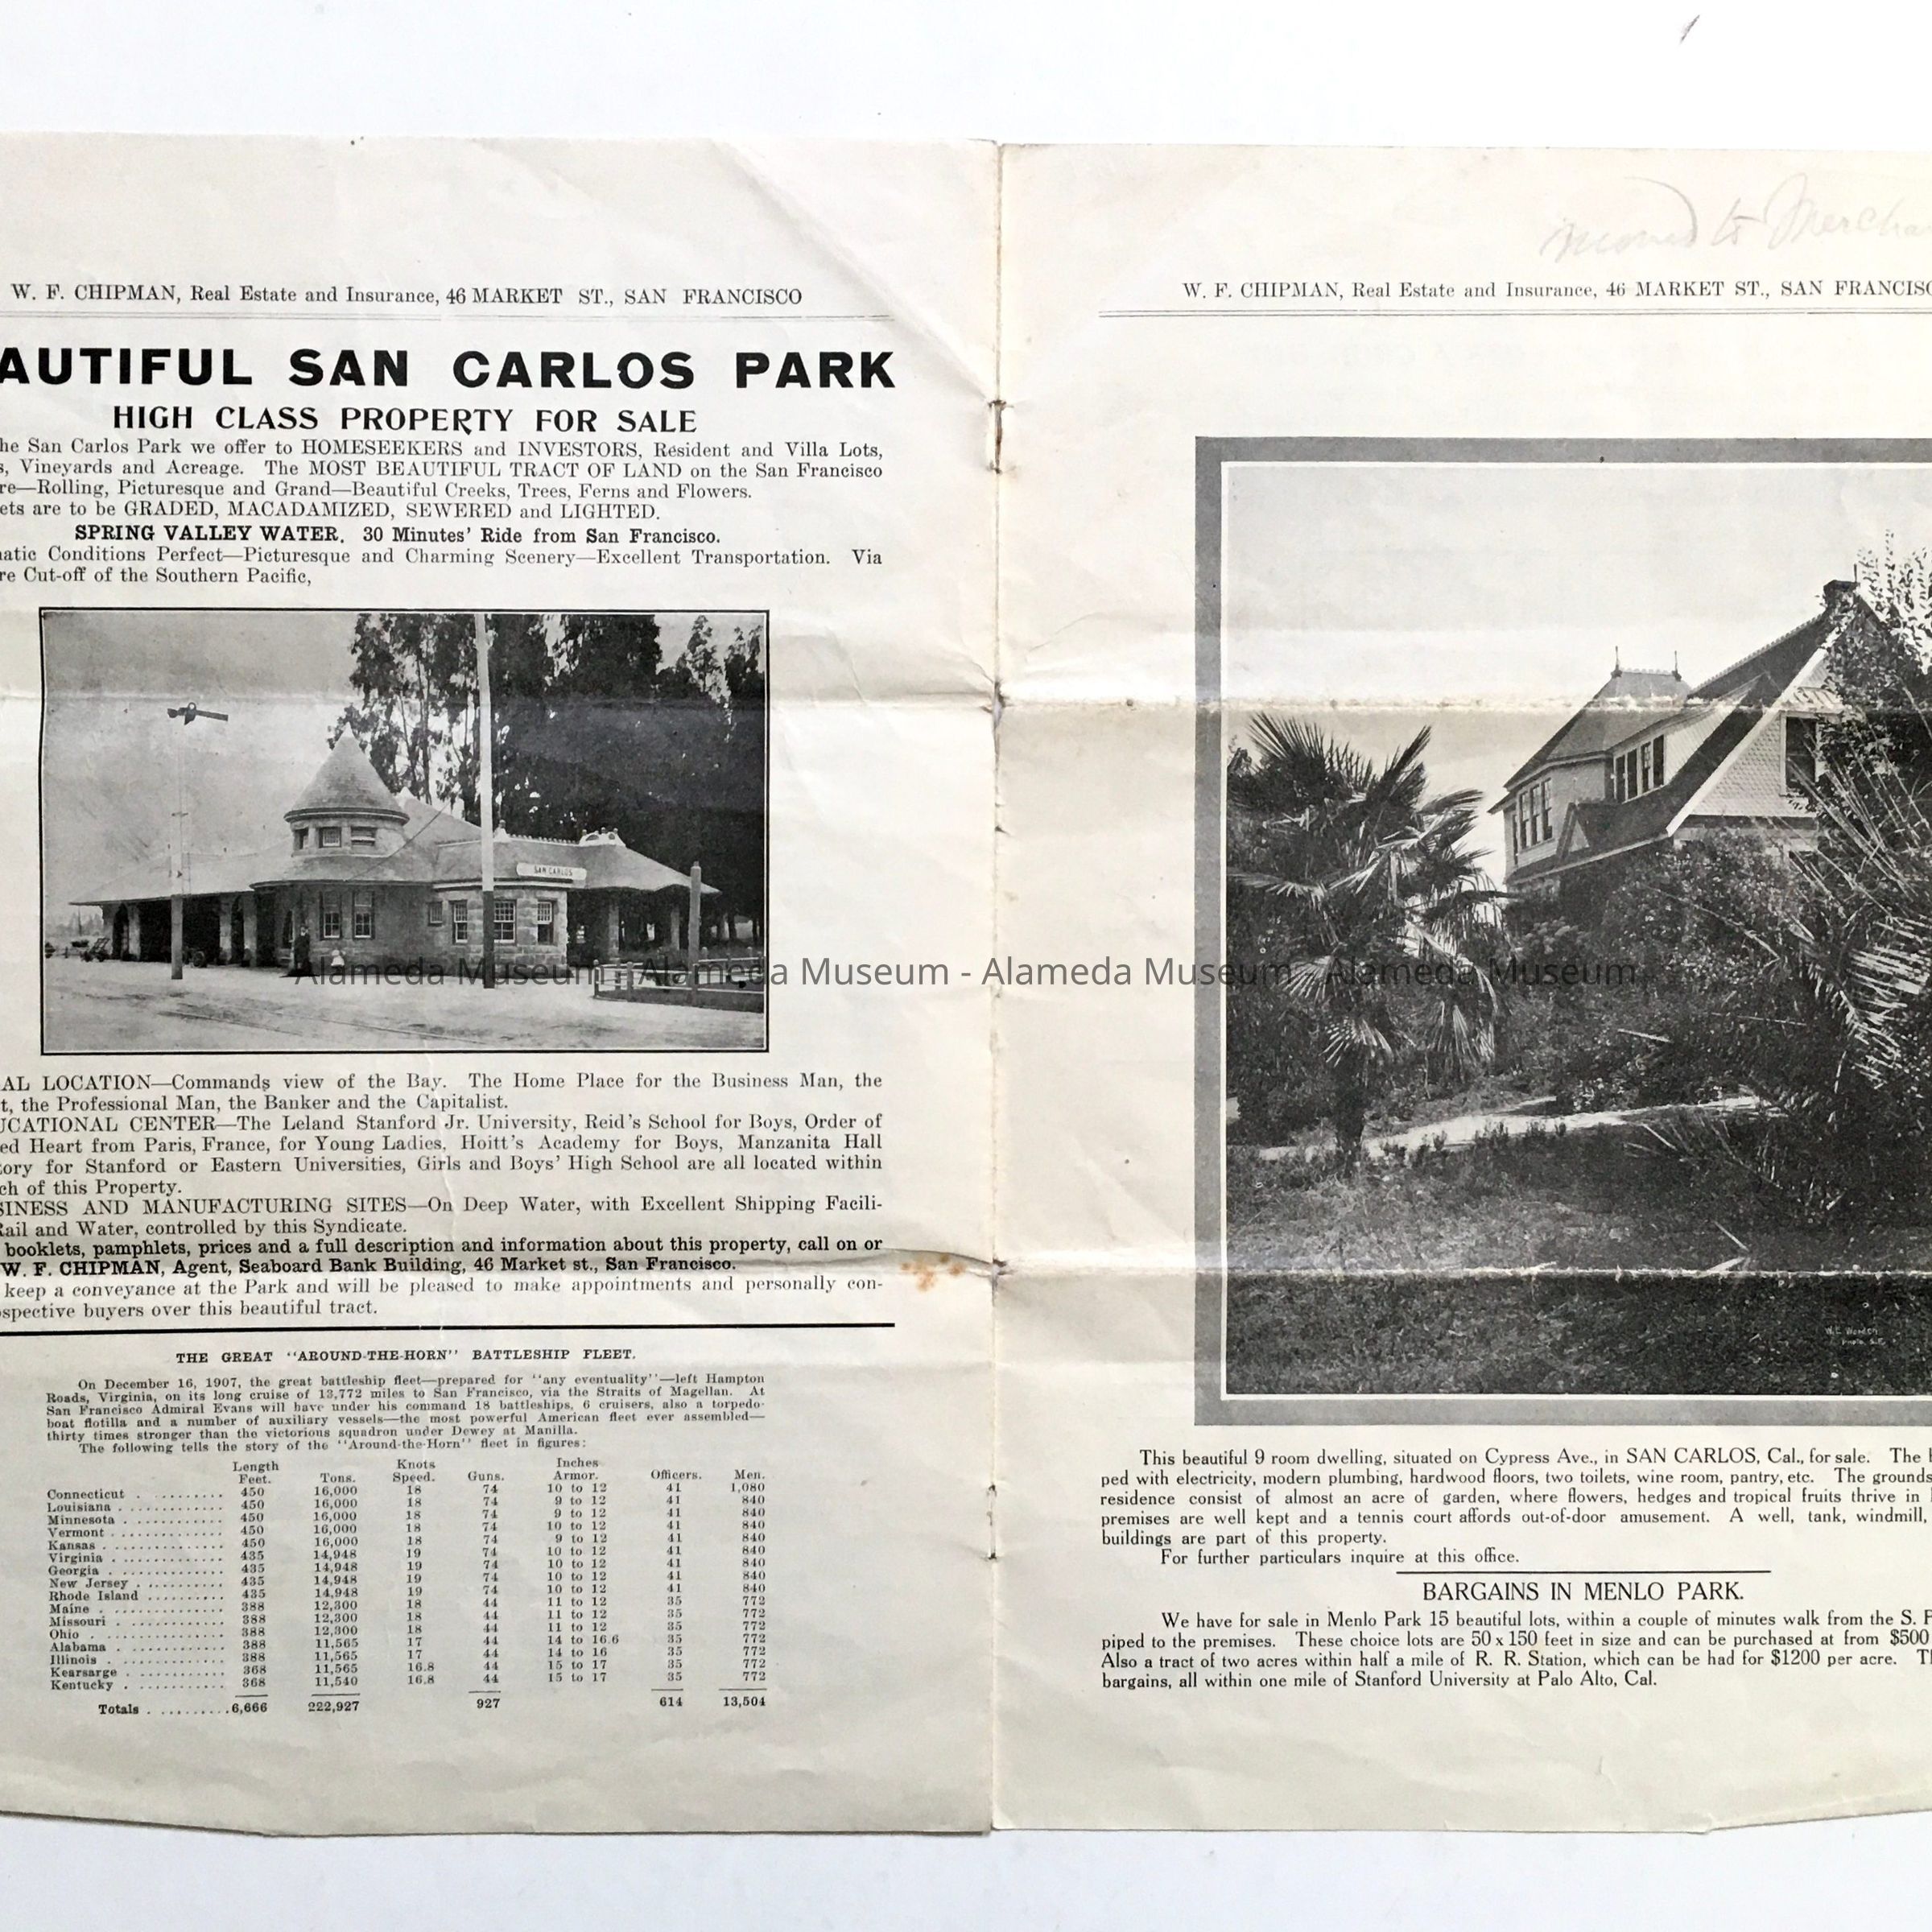 W. F. CHIPMAN, Real Estate and Insurance, 46 MARKET ST., SAN FRANCISCO
AUTIFUL SAN CARLOS PARK
HIGH CLASS PROPERTY FOR SALE
he San Carlos Park we offer to HOMESEEKERS and INVESTORS, Resident and Villa Lots,
s, Vineyards and Acreage. The MOST BEAUTIFUL TRACT OF LAND on the San Francisco
re—Rolling, Picturesque and Grand—Beautiful Creeks, Trees, Ferns and Flowers.
ets are to be GRADED, MACADAMIZED, SEWERED and LIGHTED.
SPRING VALLEY WATER. 30 Minutes' Ride from San Francisco.
natic Conditions Perfect—Picturesque and Charming Scenery—Excellent Transportation. Via
re Cut-off of the Southern Pacific,
SAN CARLOS
AL LOCATION—Commands view of the Bay. The Home Place for the Business Man, the
t, the Professional Man, the Banker and the Capitalist.
UCATIONAL CENTER—The Leland Stanford Jr. University, Reid's School for Boys, Order of
ed Heart from Paris, France, for Young Ladies, Hoitt's Academy for Boys, Manzanita Hall
tory for Stanford or Eastern Universities, Girls and Boys' High School are all located within
ch of this Property.
SINESS AND MANUFACTURING SITES—On Deep Water, with Excellent Shipping Facili-
Rail and Water, controlled by this Syndicate.
booklets, pamphlets, prices and a full description and information about this property, call on or
W. F. CHIPMAN, Agent, Seaboard Bank Building, 46 Market st., San Francisco.
keep a conveyance at the Park and will be pleased to make appointments and personally con-
ospective buyers over this beautiful tract.
THE GREAT "AROUND-THE-HORN" BATTLESHIP FLEET.
On December 16, 1907, the great battleship fleet—prepared for "any eventuality"—left Hampton
Roads, Virginia, on its long cruise of 13,772 miles to San Francisco, via the Straits of Magellan. At
San Francisco Admiral Evans will have under his command 18 battleships, 6 cruisers, also a torpedo-
boat flotilla and a number of auxiliary vessels—the most powerful American fleet ever assembled—
thirty times stronger than the victorious squadron under Dewey at Manilla.
The following tells the story of the "Around-the-Horn" fleet in figures:
Length Feet. Tons. Knots Speed. Guns. Inches Armor. Officers. Men.
Connecticut . ......... 450 16,000 18 74 10 to 12 41 1,080
Louisiana . ............ 450 16,000 18 74 9 to 12 41 840
Minnesota . ............ 450 16,000 18 74 9 to 12 41 840
Vermont . ............. 450 16,000 18 74 10 to 12 41 840
Kansas . ............... 450 16,000 18 74 9 to 12 41 840
Virginia . .............. 435 14,948 19 74 10 to 12 41 840
Georgia . .............. 435 14,948 19 74 10 to 12 41 840
New Jersey . .......... 435 14,948 19 74 10 to 12 41 840
Rhode Island .......... 435 14,948 19 74 10 to 12 41 840
Maine . ................ 388 12,300 18 44 11 to 12 35 772
Missouri . ............. 388 12,300 18 44 11 to 12 35 772
Ohio . ................. 388 12,300 18 44 11 to 12 35 772
Alabama . ............. 388 11,565 17 44 14 to 16.6 35 772
Illinois . .............. 388 11,565 17 44 14 to 16 35 772
Kearsarge . ........... 368 11,565 16.8 44 15 to 17 35 772
Kentucky . ............ 368 11,540 16.8 44 15 to 17 35 772
Totals . ......... 6,666 222,927 927 614 13,504
moved to Mercha
W. F. CHIPMAN, Real Estate and Insurance, 46 MARKET ST., SAN FRANCISC
W.E. Worden
This beautiful 9 room dwelling, situated on Cypress Ave., in SAN CARLOS, Cal., for sale. The
ped with electricity, modern plumbing, hardwood floors, two toilets, wine room, pantry, etc. The grounds
residence consist of almost an acre of garden, where flowers, hedges and tropical fruits thrive in
premises are well kept and a tennis court affords out-of-door amusement. A well, tank, windmill,
buildings are part of this property.
For further particulars inquire at this office.
BARGAINS IN MENLO PARK.
We have for sale in Menlo Park 15 beautiful lots, within a couple of minutes walk from the S. P
piped to the premises. These choice lots are 50 x 150 feet in size and can be purchased at from $500
Also a tract of two acres within half a mile of R. R. Station, which can be had for $1200 per acre. Th
bargains, all within one mile of Stanford University at Palo Alto, Cal.
Alameda Museum - Alameda Museum - Alameda Museum - Alameda Museum